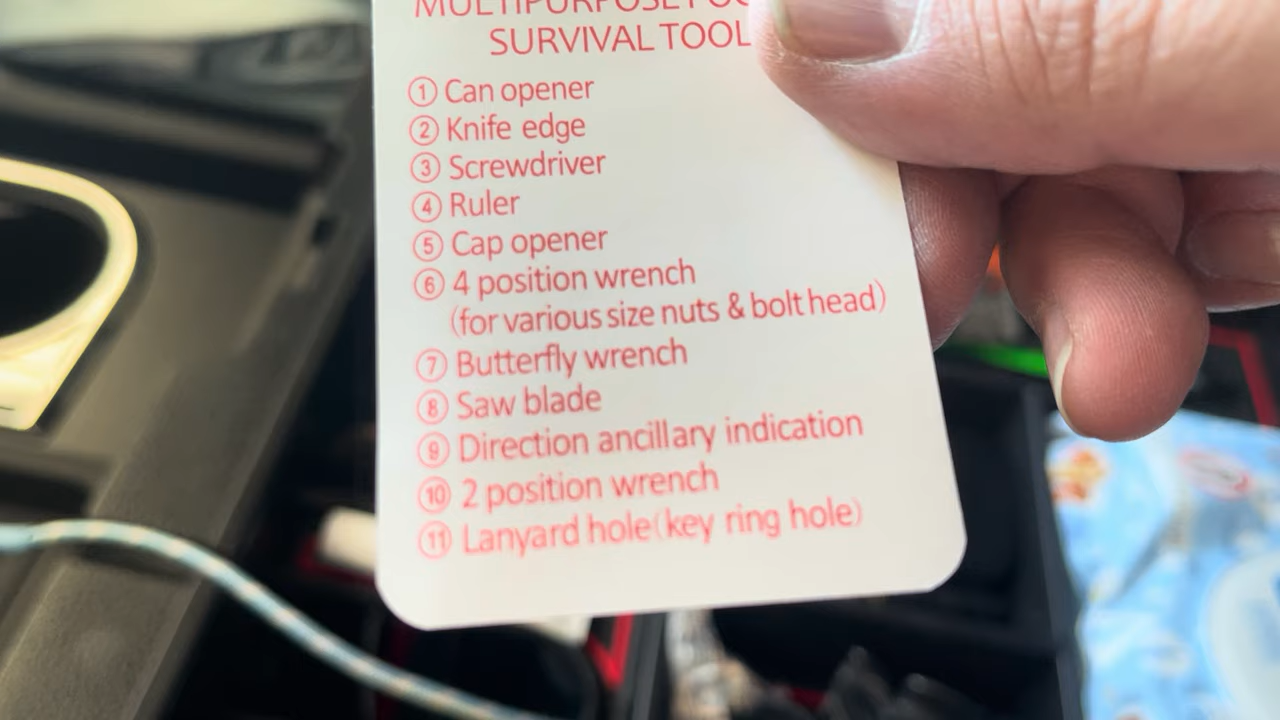 MULTIPURPOSE
SURVIVAL TOOL
① Can opener
② Knife edge
③ Screwdriver
④ Ruler
⑤ Cap opener
⑥ 4 position wrench
(for various size nuts & bolt head)
⑦ Butterfly wrench
⑧ Saw blade
⑨ Direction ancillary indication
⑩ 2 position wrench
⑪ Lanyard hole(key ring hole)